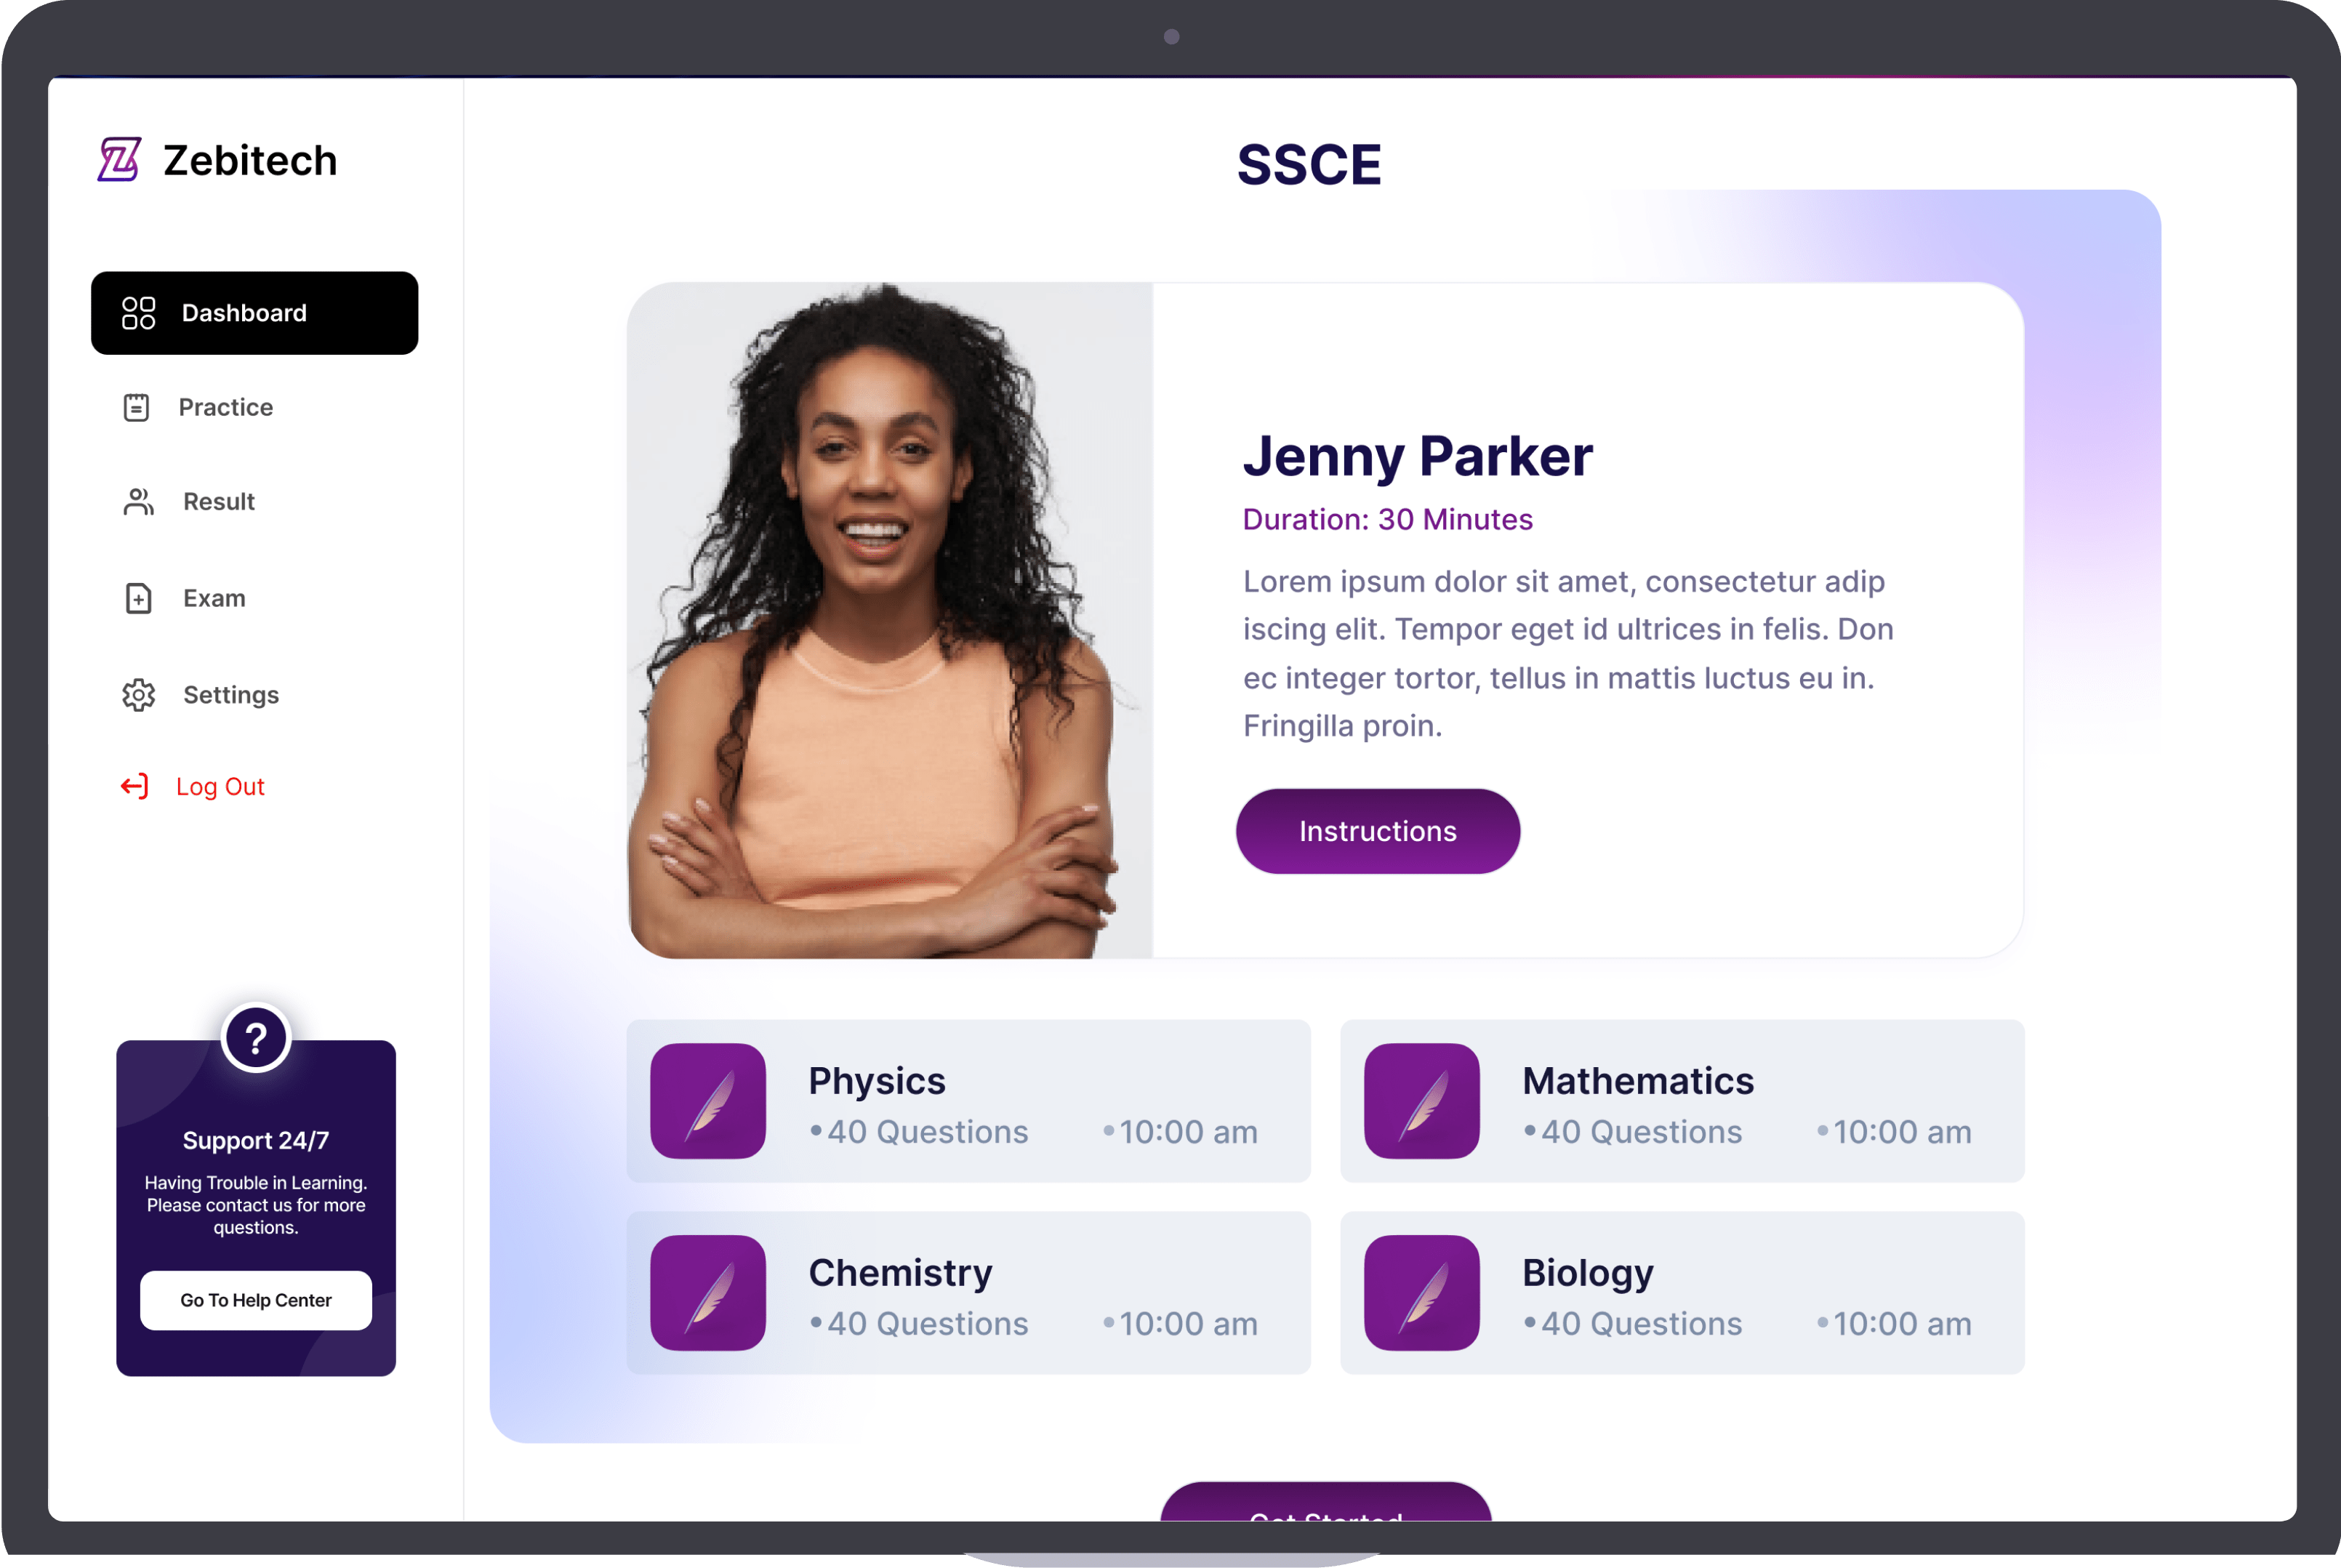 Zebitech
Dashboard
Practice
Result
Exam
Settings
Log Out
?
Support 24/7
Having Trouble in Learning.
Please contact us for more
questions.
Go To Help Center
SSCE
Jenny Parker
Duration: 30 Minutes
Lorem ipsum dolor sit amet, consectetur adip
iscing elit. Tempor eget id ultrices in felis. Don
ec integer tortor, tellus in mattis luctus eu in.
Fringilla proin.
Instructions
Physics
•40 Questions •10:00 am
Mathematics
•40 Questions •10:00 am
Chemistry
•40 Questions •10:00 am
Biology
•40 Questions •10:00 am
Get Started